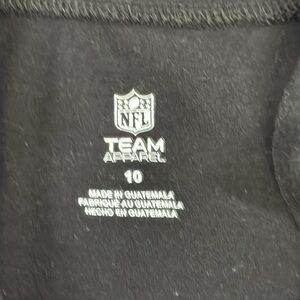 NFL
TEAM
APPAREL
10
MADE IN GUATEMALA
FABRIQUÉ AU GUATEMALA
HECHO EN GUATEMALA